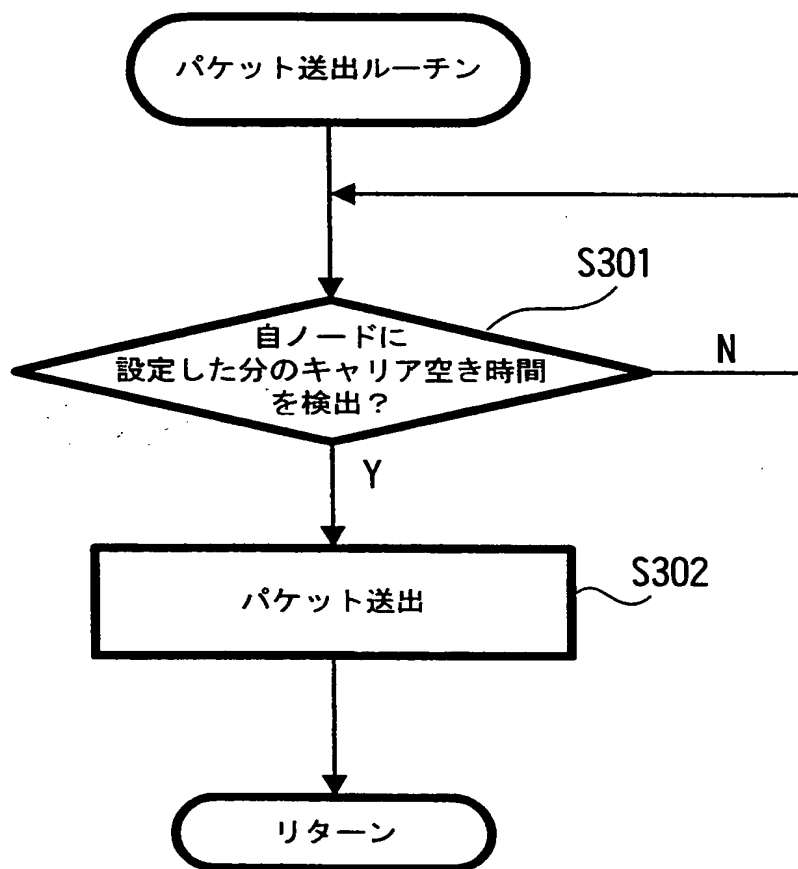 パケット送出ルーチン
S301
自ノードに
設定した分のキャリア空き時間
を検出?
N
Y
パケット送出
S302
リターン